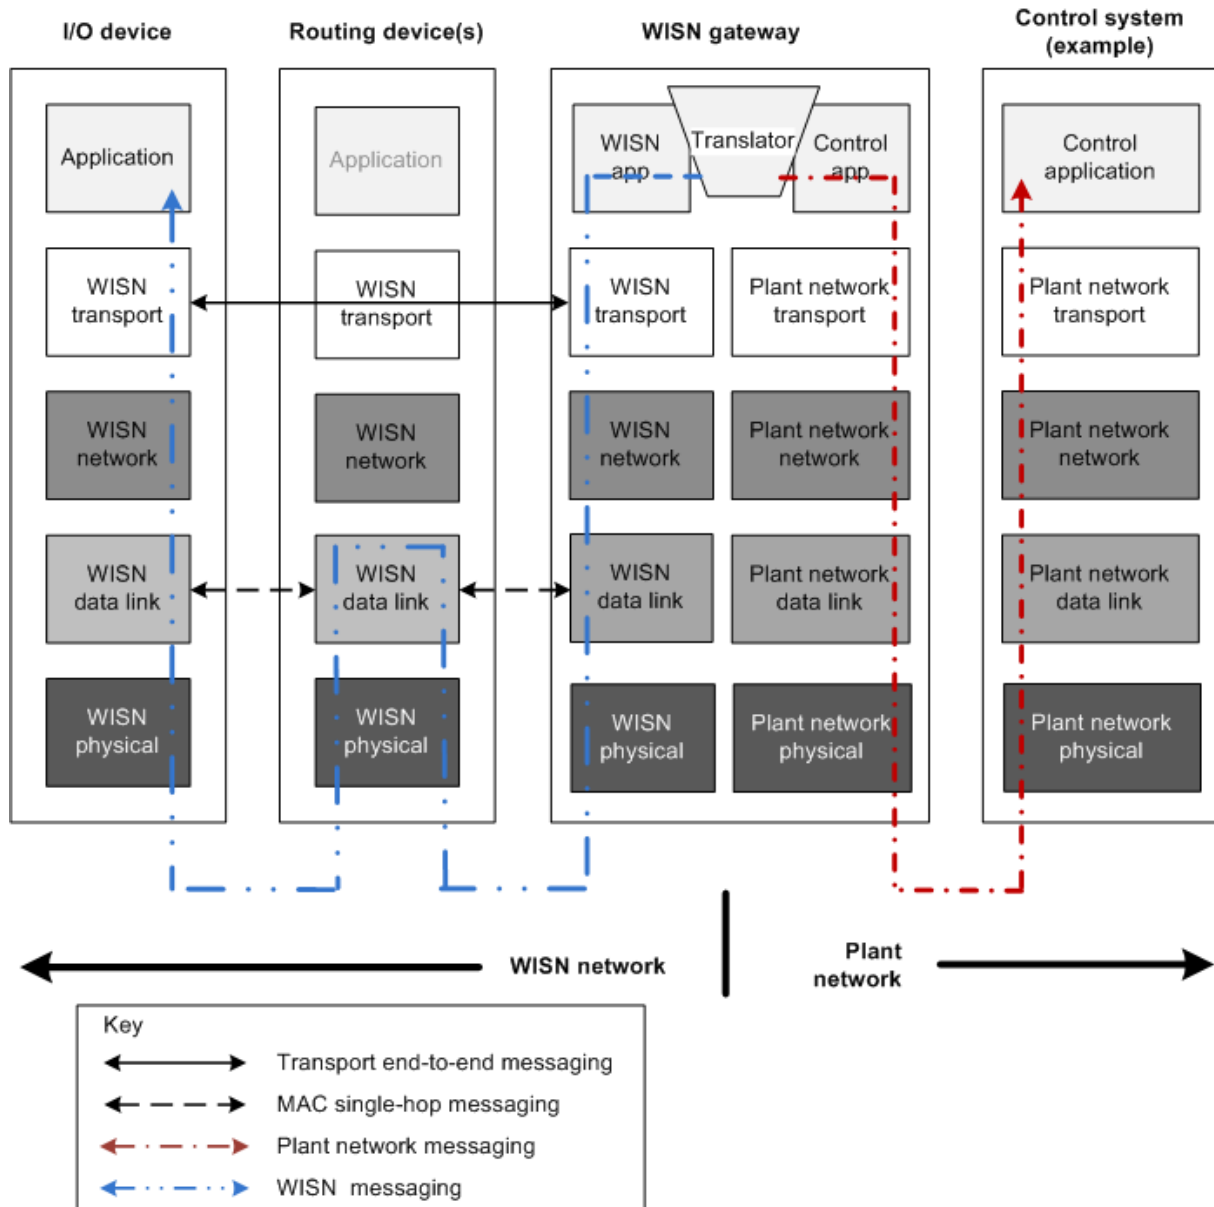 I/O device
Routing device(s)
WISN gateway
Control system
(example)
Application
Application
WISN
app
Translator
Control
app
Control
application
WISN
transport
WISN
transport
WISN
transport
Plant network
transport
Plant network
transport
WISN
network
WISN
network
WISN
network
Plant network
network
Plant network
network
WISN
data link
WISN
data link
WISN
data link
Plant network
data link
Plant network
data link
WISN
physical
WISN
physical
WISN
physical
Plant network
physical
Plant network
physical
WISN network
Plant
network
Key
Transport end-to-end messaging
MAC single-hop messaging
Plant network messaging
WISN messaging